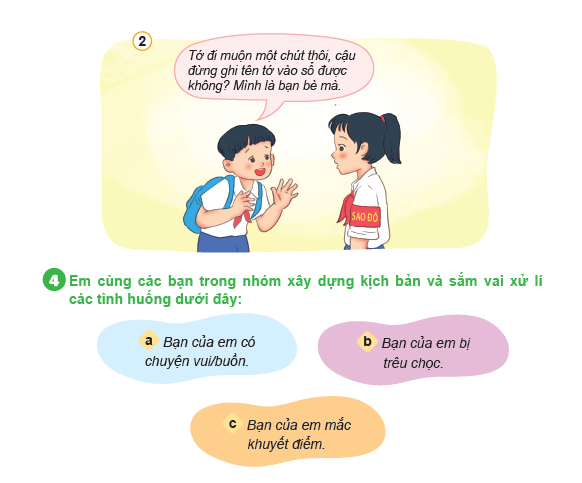 2
Tớ đi muộn một chút thôi, cậu
đừng ghi tên tớ vào sổ được
không? Mình là bạn bè mà.
SAO ĐỎ
4 Em cùng các bạn trong nhóm xây dựng kịch bản và sắm vai xử lí
các tình huống dưới đây:
a Bạn của em có
chuyện vui/buồn.
b Bạn của em bị
trêu chọc.
c Bạn của em mắc
khuyết điểm.